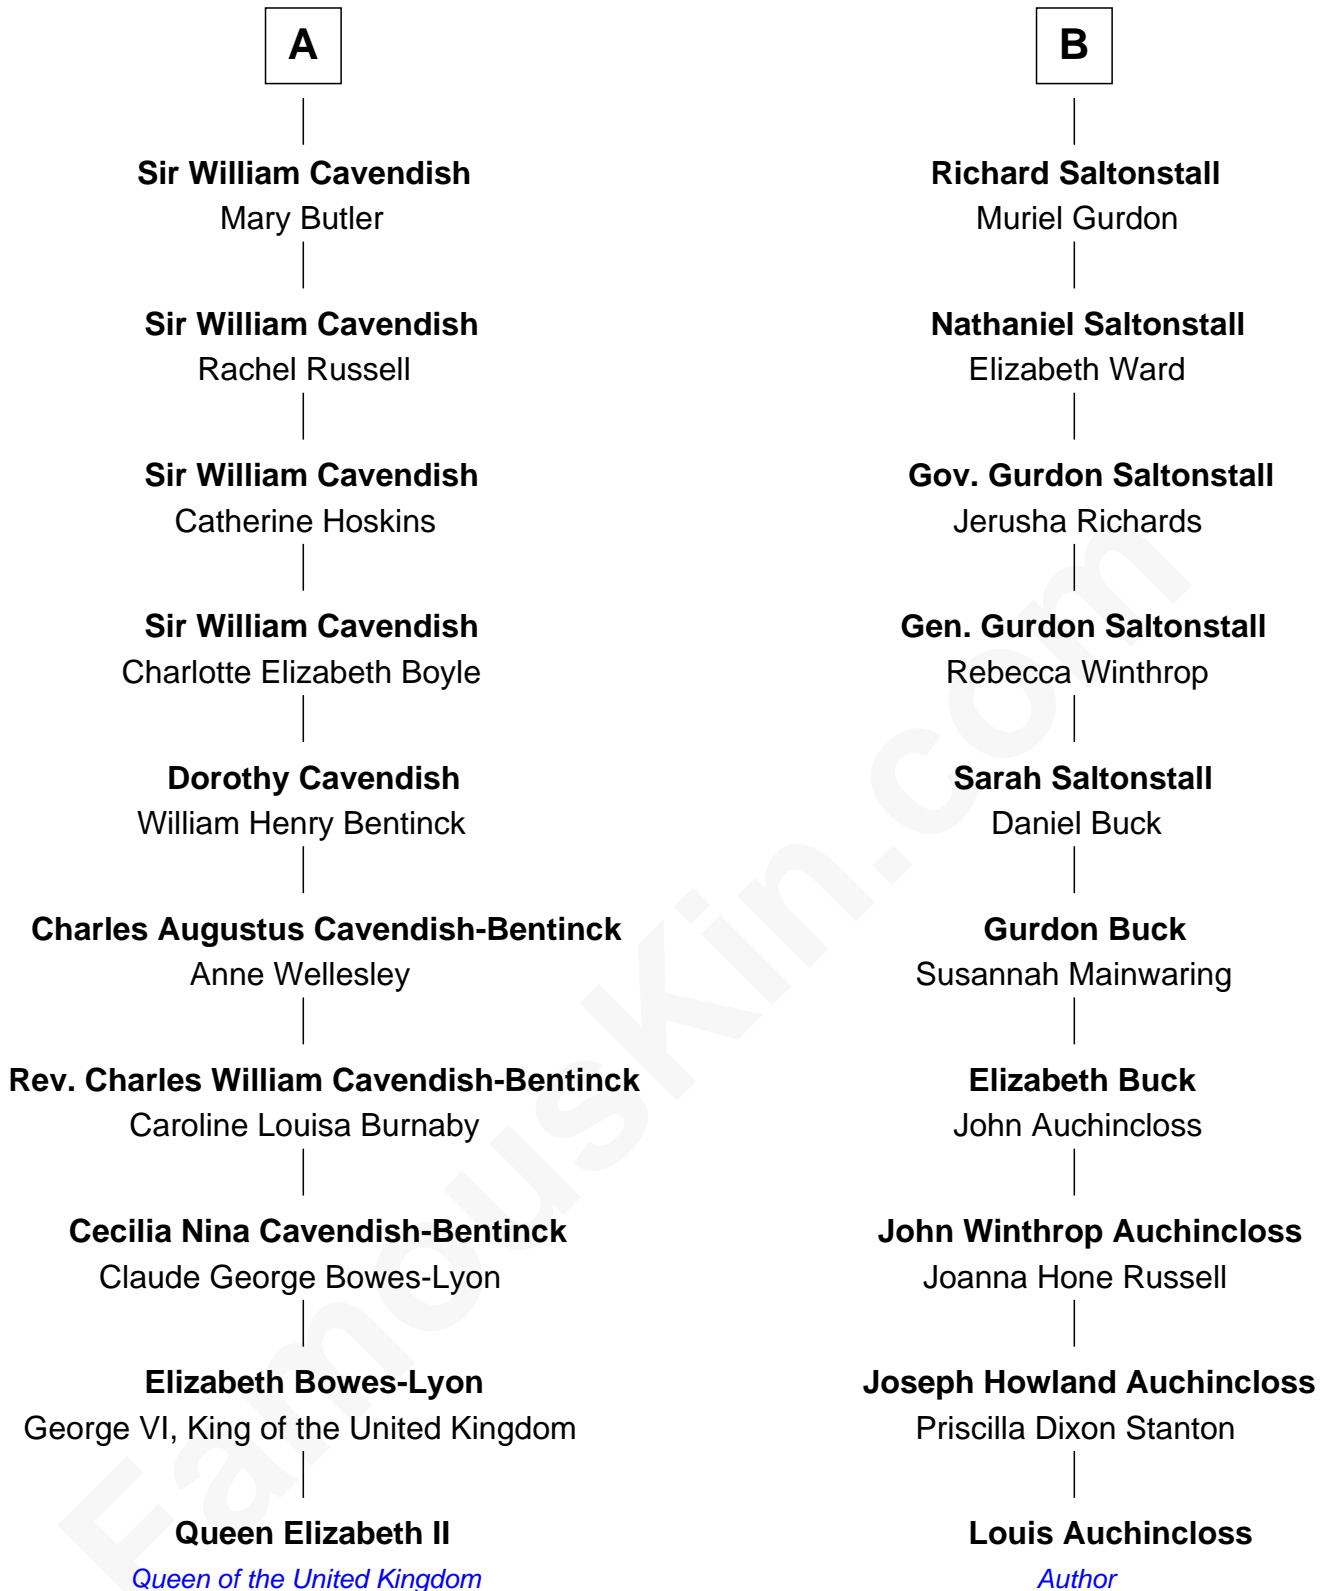 A
Sir William Cavendish
Mary Butler
Sir William Cavendish
Rachel Russell
Sir William Cavendish
Catherine Hoskins
Sir William Cavendish
Charlotte Elizabeth Boyle
Dorothy Cavendish
William Henry Bentinck
Charles Augustus Cavendish-Bentinck
Anne Wellesley
Rev. Charles William Cavendish-Bentinck
Caroline Louisa Burnaby
Cecilia Nina Cavendish-Bentinck
Claude George Bowes-Lyon
Elizabeth Bowes-Lyon
George VI, King of the United Kingdom
Queen Elizabeth II
Queen of the United Kingdom
B
Richard Saltonstall
Muriel Gurdon
Nathaniel Saltonstall
Elizabeth Ward
Gov. Gurdon Saltonstall
Jerusha Richards
Gen. Gurdon Saltonstall
Rebecca Winthrop
Sarah Saltonstall
Daniel Buck
Gurdon Buck
Susannah Mainwaring
Elizabeth Buck
John Auchincloss
John Winthrop Auchincloss
Joanna Hone Russell
Joseph Howland Auchincloss
Priscilla Dixon Stanton
Louis Auchincloss
Author
FamousKin.com